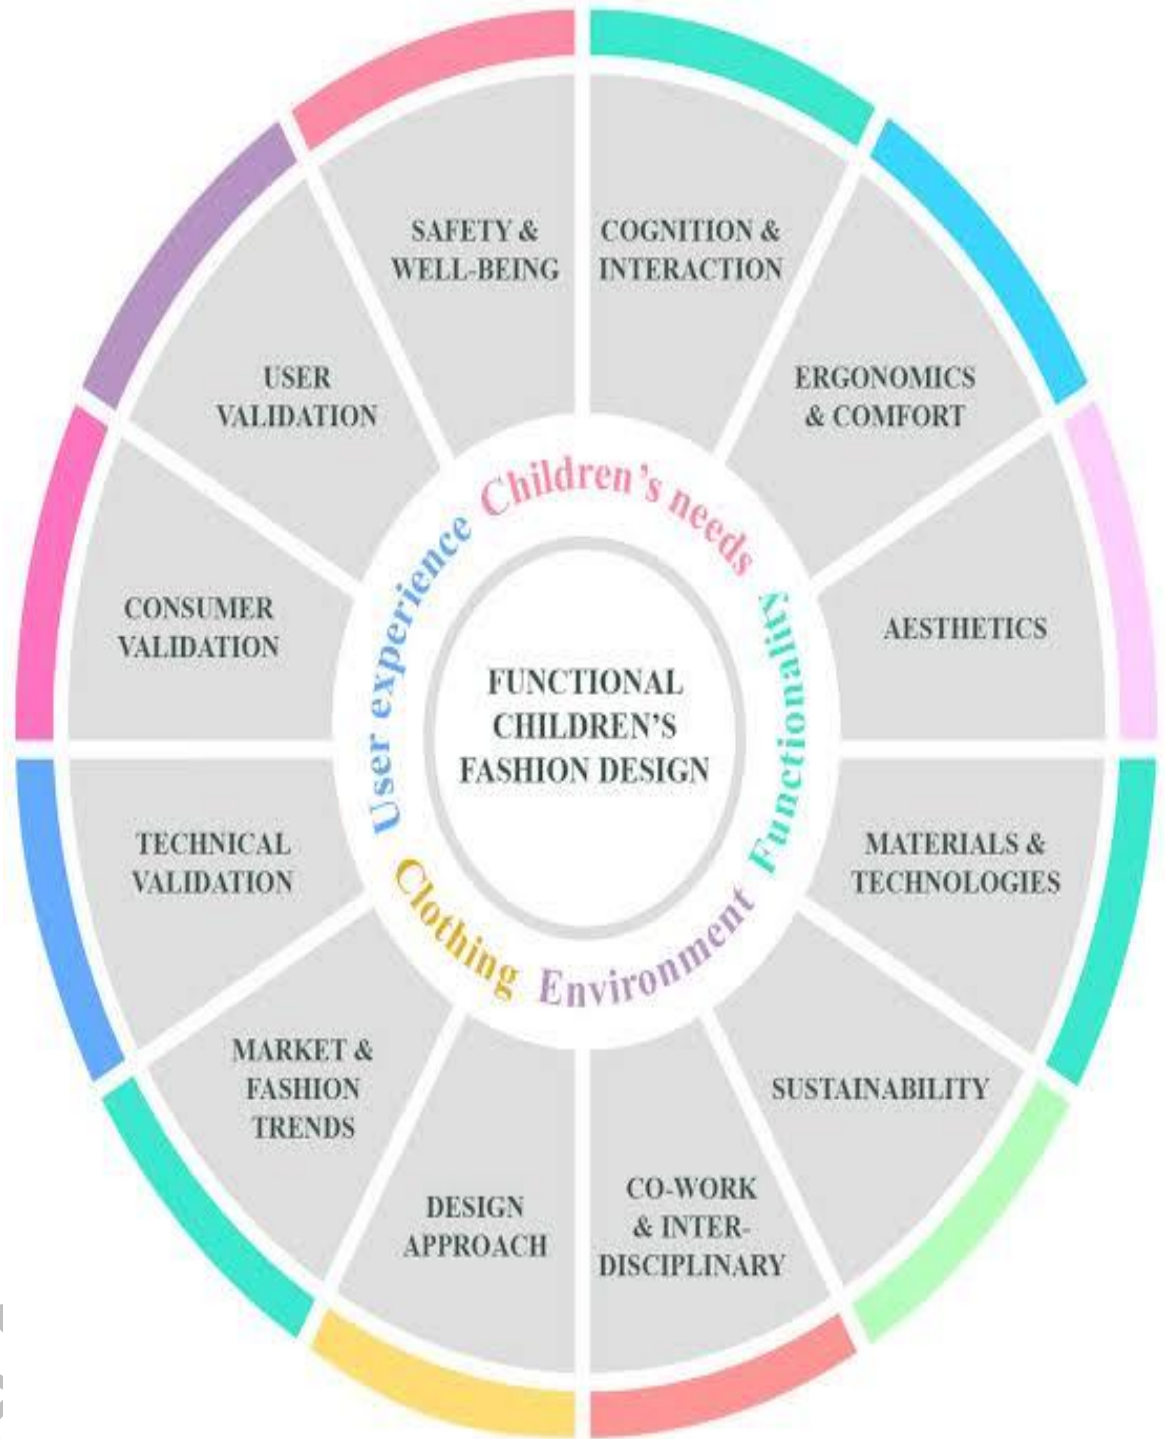 SAFETY &
WELL-BEING
COGNITION &
INTERACTION
ERGONOMICS
& COMFORT
AESTHETICS
MATERIALS &
TECHNOLOGIES
SUSTAINABILITY
CO-WORK
& INTER-
DISCIPLINARY
DESIGN
APPROACH
MARKET &
FASHION
TRENDS
TECHNICAL
VALIDATION
CONSUMER
VALIDATION
USER
VALIDATION
Children's needs
Functionality
Environment
Clothing
User experience
FUNCTIONAL
CHILDREN'S
FASHION DESIGN